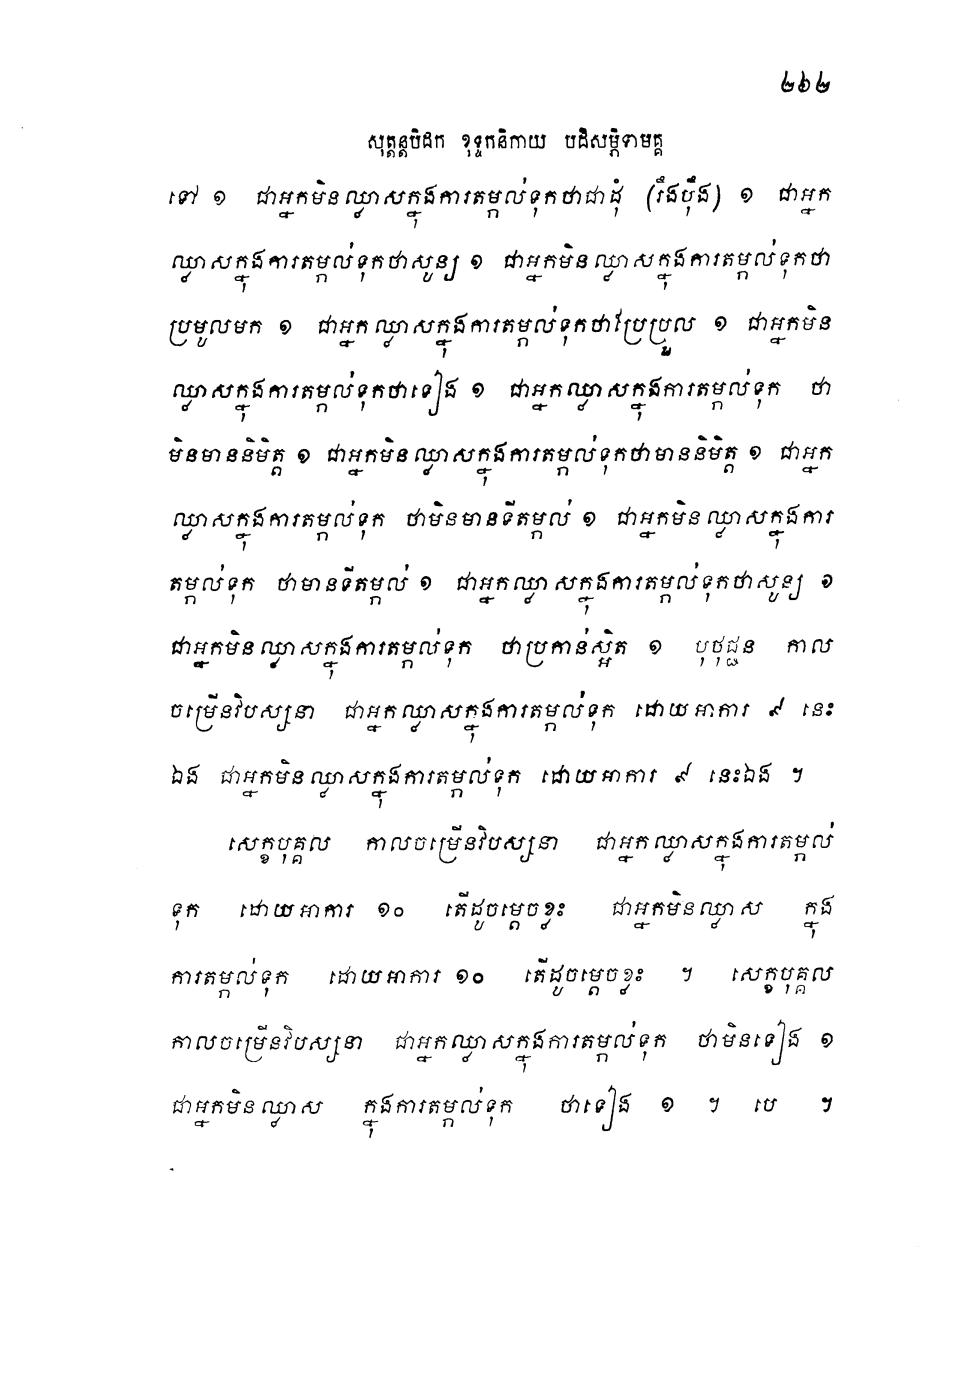 ២៦២
សុត្តន្តបិដក ខុទ្ទកនិកាយ បដិសម្ភិទាមគ្គ
ទៅ ១ ជាអ្នកមិនឈ្លាសក្នុងការតម្កល់ទុកថាជាដុំ (រឹងប៉ឹង) ១ ជាអ្នក
ឈ្លាសក្នុងការតម្កល់ទុកថាសូន្យ ១ ជាអ្នកមិនឈ្លាសក្នុងការតម្កល់ទុកថា
ប្រមូលមក ១ ជាអ្នកឈ្លាសក្នុងការតម្កល់ទុកថាប្រែប្រួល ១ ជាអ្នកមិន
ឈ្លាសក្នុងការតម្កល់ទុកថាទៀង ១ ជាអ្នកឈ្លាសក្នុងការតម្កល់ទុក ថា
មិនមាននិមិត្ត ១ ជាអ្នកមិនឈ្លាសក្នុងការតម្កល់ទុកថាមាននិមិត្ត ១ ជាអ្នក
ឈ្លាសក្នុងការតម្កល់ទុក ថាមិនមានទីតម្កល់ ១ ជាអ្នកមិនឈ្លាសក្នុងការ
តម្កល់ទុក ថាមានទីតម្កល់ ១ ជាអ្នកឈ្លាសក្នុងការតម្កល់ទុកថាសូន្យ ១
ជាអ្នកមិនឈ្លាសក្នុងការតម្កល់ទុក ថាប្រកាន់ស្អិត ១ បុថុជ្ជន កាល
ចម្រើនវិបស្សនា ជាអ្នកឈ្លាសក្នុងការតម្កល់ទុក ដោយអាការ ៩ នេះ
ឯង ជាអ្នកមិនឈ្លាសក្នុងការតម្កល់ទុក ដោយអាការ ៩ នេះឯង ។
សេក្ខបុគ្គល កាលចម្រើនវិបស្សនា ជាអ្នកឈ្លាសក្នុងការតម្កល់
ទុក ដោយអាការ ១០ តើដូចម្តេចខ្លះ ជាអ្នកមិនឈ្លាស ក្នុង
ការតម្កល់ទុក ដោយអាការ ១០ តើដូចម្តេចខ្លះ ។ សេក្ខបុគ្គល
កាលចម្រើនវិបស្សនា ជាអ្នកឈ្លាសក្នុងការតម្កល់ទុក ថាមិនទៀង ១
ជាអ្នកមិនឈ្លាស ក្នុងការតម្កល់ទុក ថាទៀង ១ ។ បេ ៗ